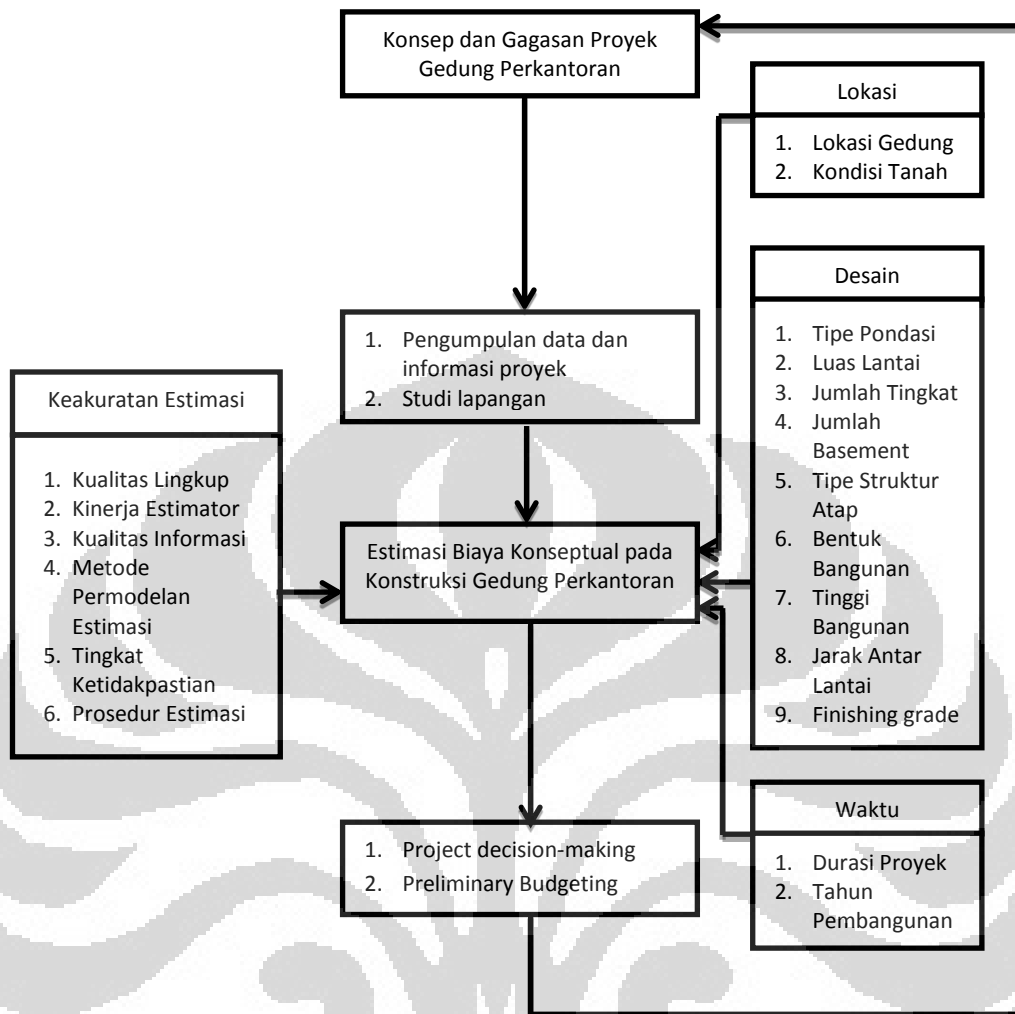 Konsep dan Gagasan Proyek
Gedung Perkantoran
Lokasi
1. Lokasi Gedung
2. Kondisi Tanah
Desain
1. Tipe Pondasi
2. Luas Lantai
3. Jumlah Tingkat
4. Jumlah
Basement
5. Tipe Struktur
Atap
6. Bentuk
Bangunan
7. Tinggi
Bangunan
8. Jarak Antar
Lantai
9. Finishing grade
1. Pengumpulan data dan
informasi proyek
2. Studi lapangan
Keakuratan Estimasi
1. Kualitas Lingkup
2. Kinerja Estimator
3. Kualitas Informasi
4. Metode
Permodelan
Estimasi
5. Tingkat
Ketidakpastian
6. Prosedur Estimasi
Estimasi Biaya Konseptual pada
Konstruksi Gedung Perkantoran
Waktu
1. Durasi Proyek
2. Tahun
Pembangunan
1. Project decision-making
2. Preliminary Budgeting